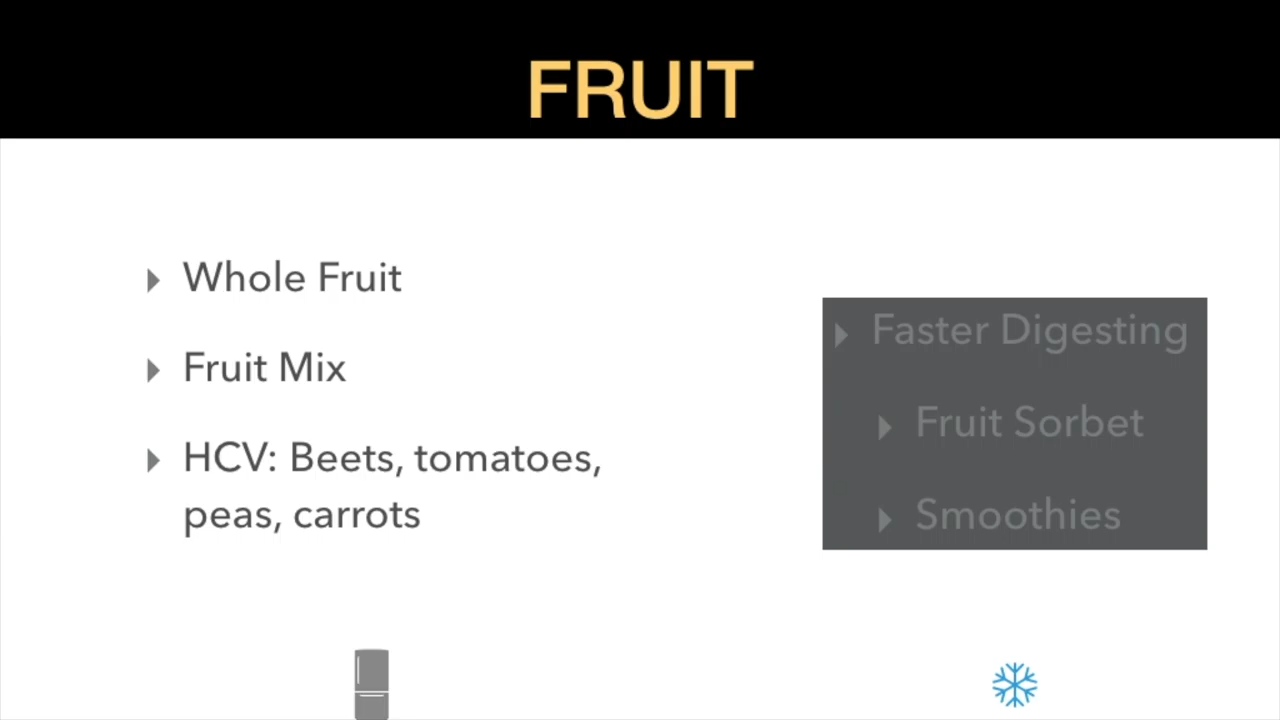 FRUIT
Whole Fruit
Fruit Mix
HCV: Beets, tomatoes,
peas, carrots
Faster Digesting
Fruit Sorbet
Smoothies